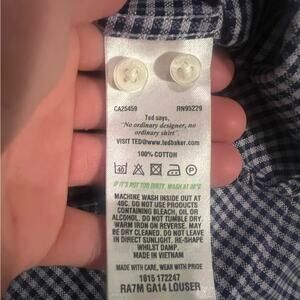 CA25459 RN95229
Ted says,
"No ordinary designer, no
ordinary shirt".
VISIT TED@www.tedbaker.com
100% COTTON
40
IF IT'S NOT TOO DIRTY, WASH AT 30°C
MACHINE WASH INSIDE OUT AT
40C. DO NOT USE PRODUCTS
CONTAINING BLEACH, OIL OR
ALCOHOL. DO NOT TUMBLE DRY.
WARM IRON ON REVERSE. MAY
BE DRY CLEANED. DO NOT LEAVE
IN DIRECT SUNLIGHT. RE-SHAPE
WHILST DAMP.
MADE IN MALAYSIA
MADE WITH CARE, WEAR WITH PRIDE
1615 172247
RA7M GA14 LOUSER